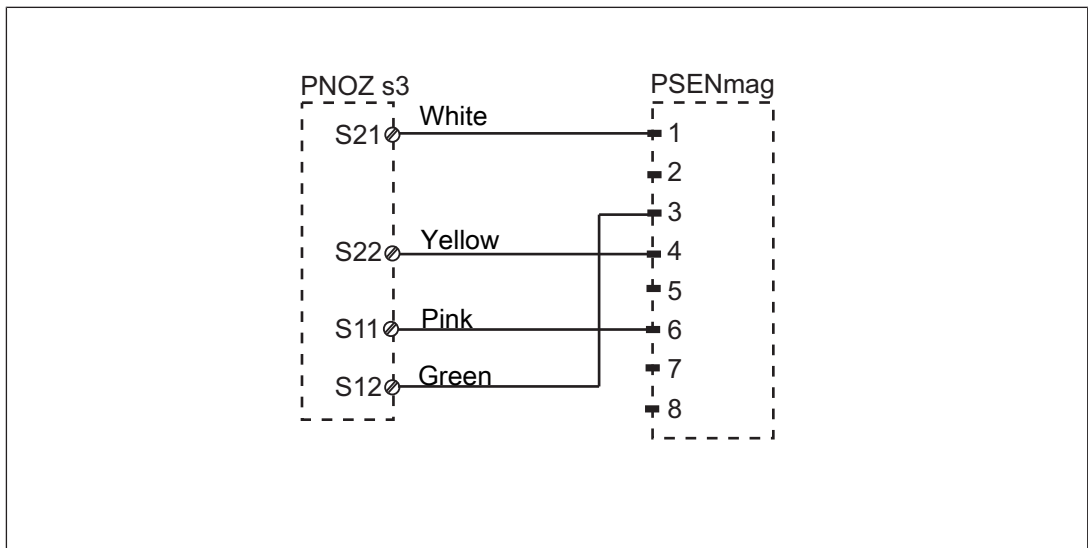 PNOZ s3
PSENmag
S21
White
1
2
3
S22
Yellow
4
5
S11
Pink
6
7
S12
Green
8